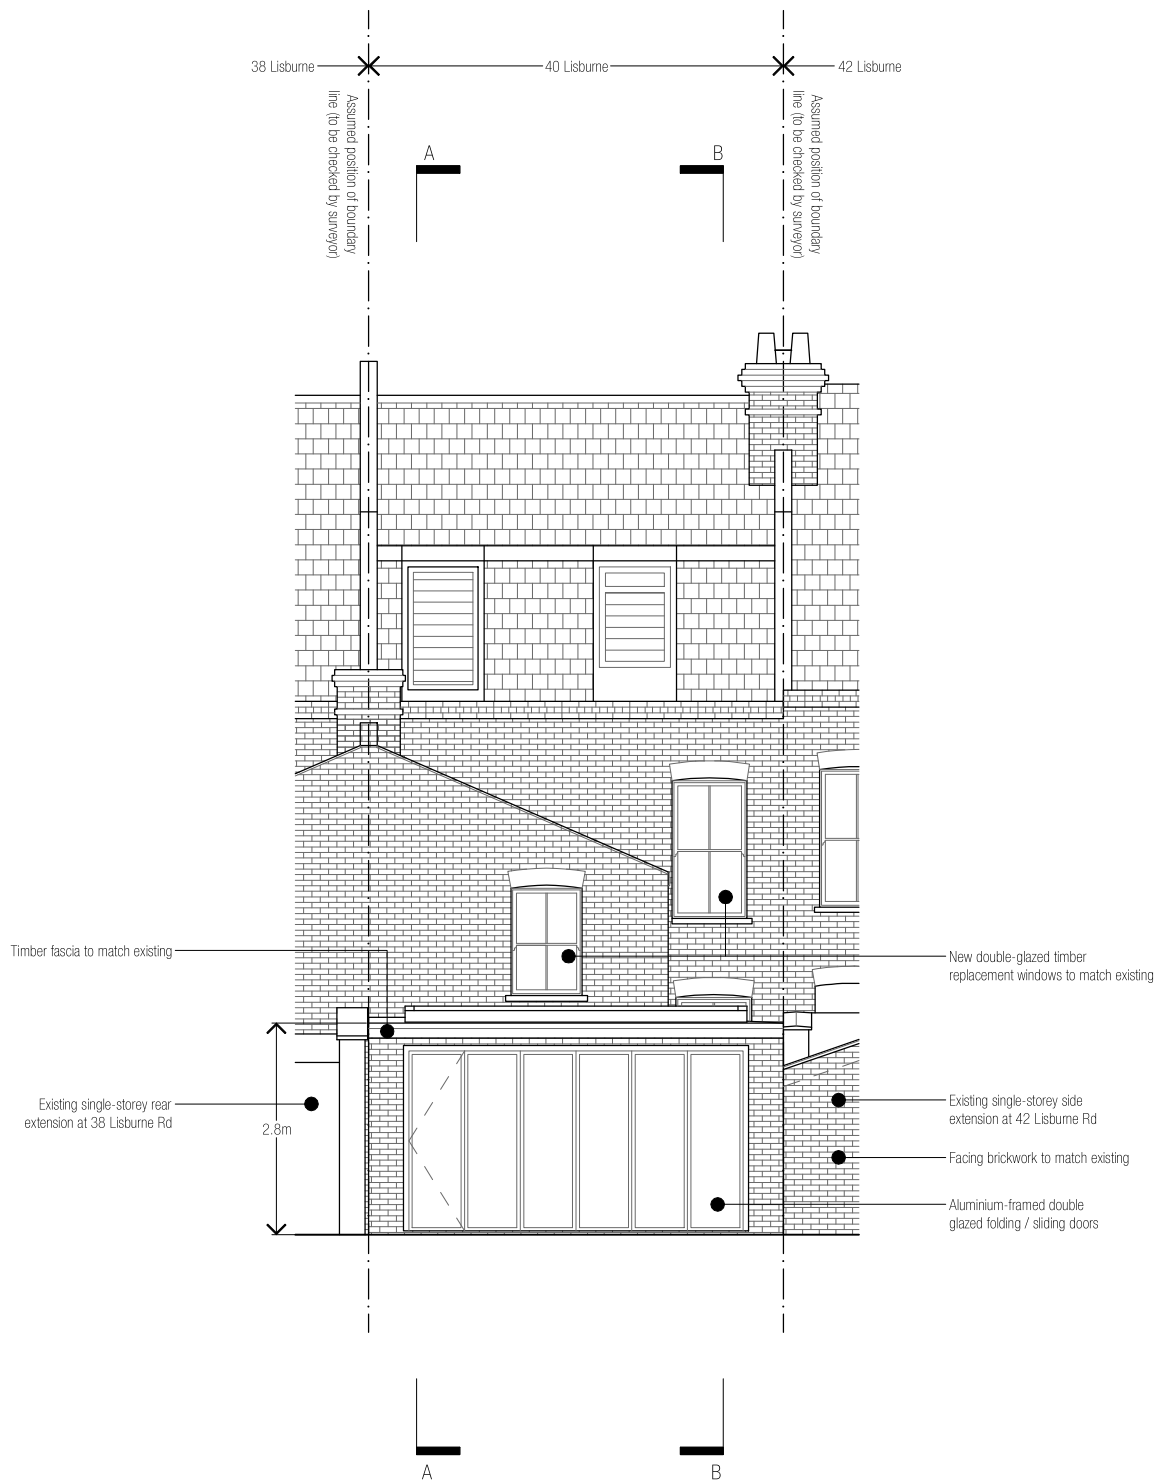 38 Lisburne
40 Lisburne
42 Lisburne
Assumed position of boundary
line (to be checked by surveyor)
Assumed position of boundary
line (to be checked by surveyor)
A
B
Timber fascia to match existing
New double-glazed timber
replacement windows to match existing
Existing single-storey rear
extension at 38 Lisburne Rd
2.8m
Existing single-storey side
extension at 42 Lisburne Rd
Facing brickwork to match existing
Aluminium-framed double
glazed folding / sliding doors
A
B